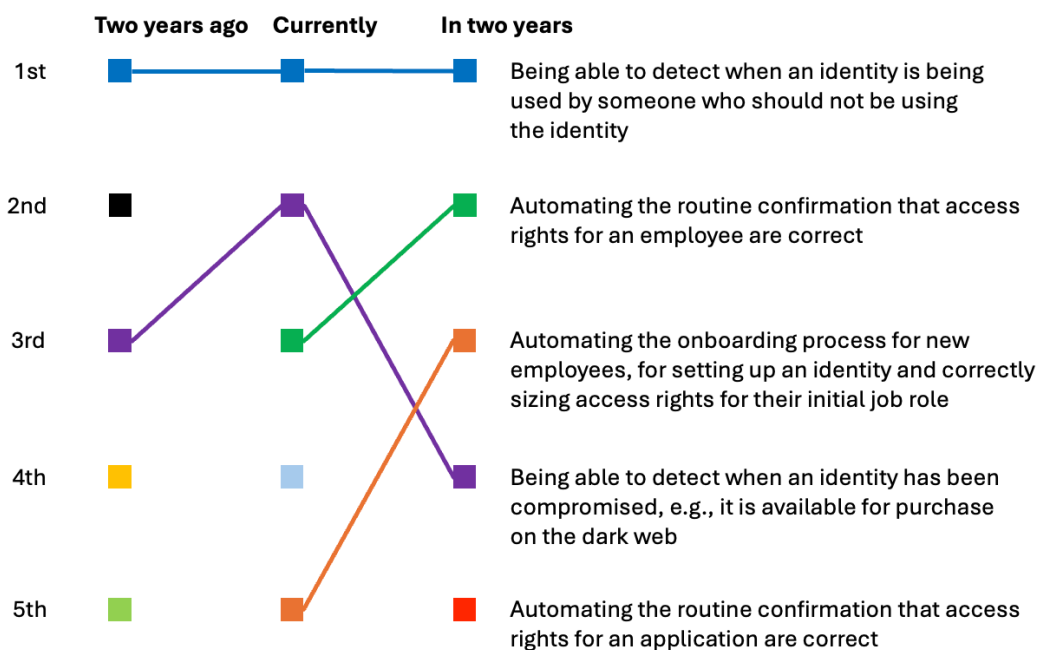 Two years ago Currently In two years
1st
Being able to detect when an identity is being
used by someone who should not be using
the identity
2nd
Automating the routine confirmation that access
rights for an employee are correct
3rd
Automating the onboarding process for new
employees, for setting up an identity and correctly
sizing access rights for their initial job role
4th
Being able to detect when an identity has been
compromised, e.g., it is available for purchase
on the dark web
5th
Automating the routine confirmation that access
rights for an application are correct